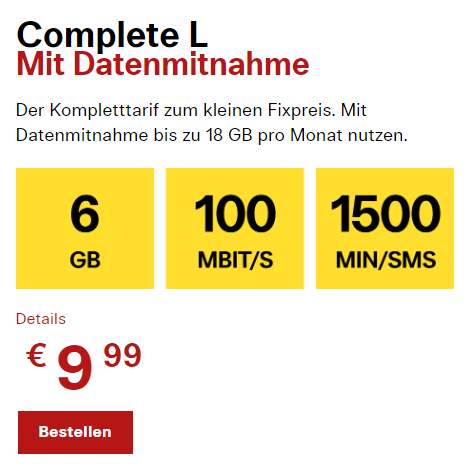 Complete L
Mit Datenmitnahme
Der Kompletttarif zum kleinen Fixpreis. Mit
Datenmitnahme bis zu 18 GB pro Monat nutzen.
6
GB
100
MBIT/S
1500
MIN/SMS
Details
€ 9 99
Bestellen